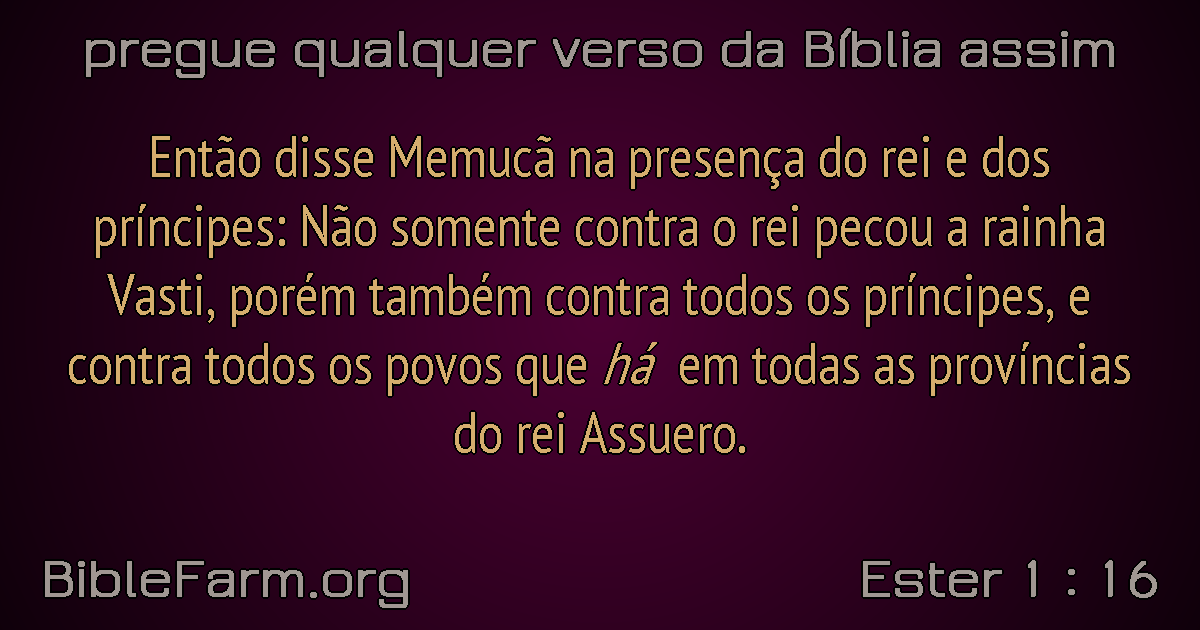 pregue qualquer verso da Bíblia assim
Então disse Memucã na presença do rei e dos
príncipes: Não somente contra o rei pecou a rainha
Vasti, porém também contra todos os príncipes, e
contra todos os povos que há em todas as províncias
do rei Assuero.
BibleFarm.org
Ester 1 : 16